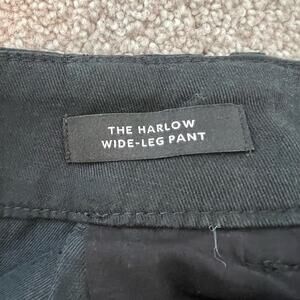 THE HARLOW
WIDE-LEG PANT